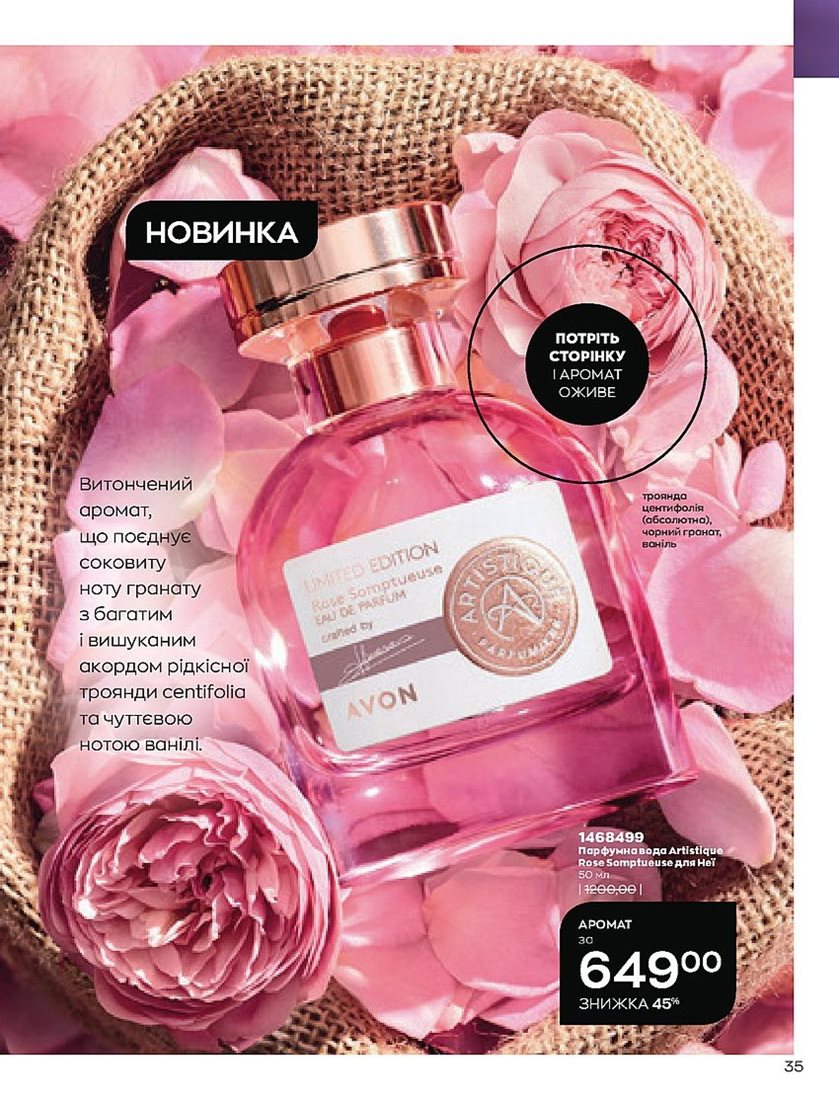 НОВИНКА
ПОТРІТЬ
СТОРІНКУ
І АРОМАТ
ОЖИВЕ
Витончений
аромат,
що поєднує
соковиту
ноту гранату
з багатим
і вишуканим
акордом рідкісної
троянди centifolia
та чуттєвою
нотою ванілі.
троянда
центифолія
(абсолютна),
чорний гранат,
ваніль
LIMITED EDITION
Rose Somptueuse
EAU DE PARFUM
crafted by
AVON
ARTISTIQUE
PARFUMIERS
1468499
Парфумна вода Artistique
Rose Somptueuse для Неї
50 мл
| 1200,00 |
АРОМАТ
за
64900
ЗНИЖКА 45%
35